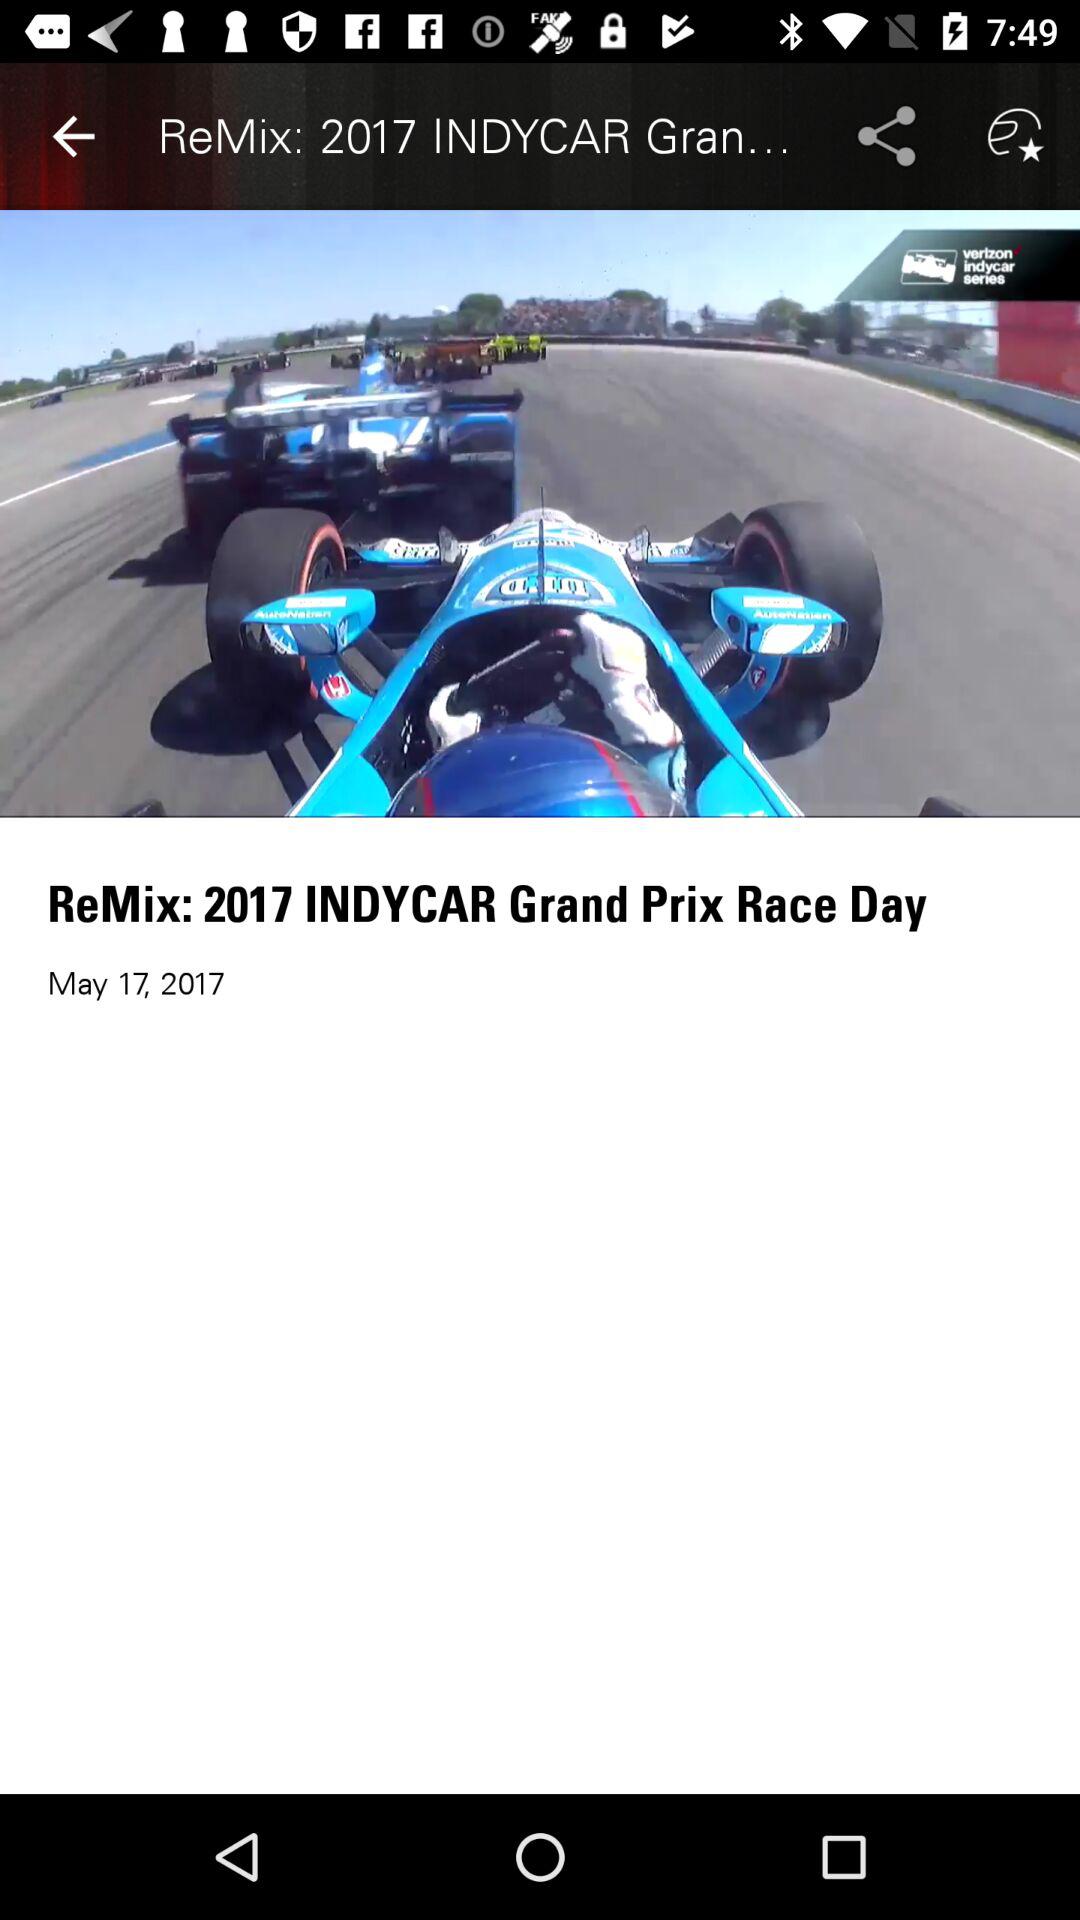 FAKE
7:49
ReMix: 2017 INDYCAR Gran...
verizon
indycar
series
AutoNation
AutoNation
ReMix: 2017 INDYCAR Grand Prix Race Day
May 17, 2017